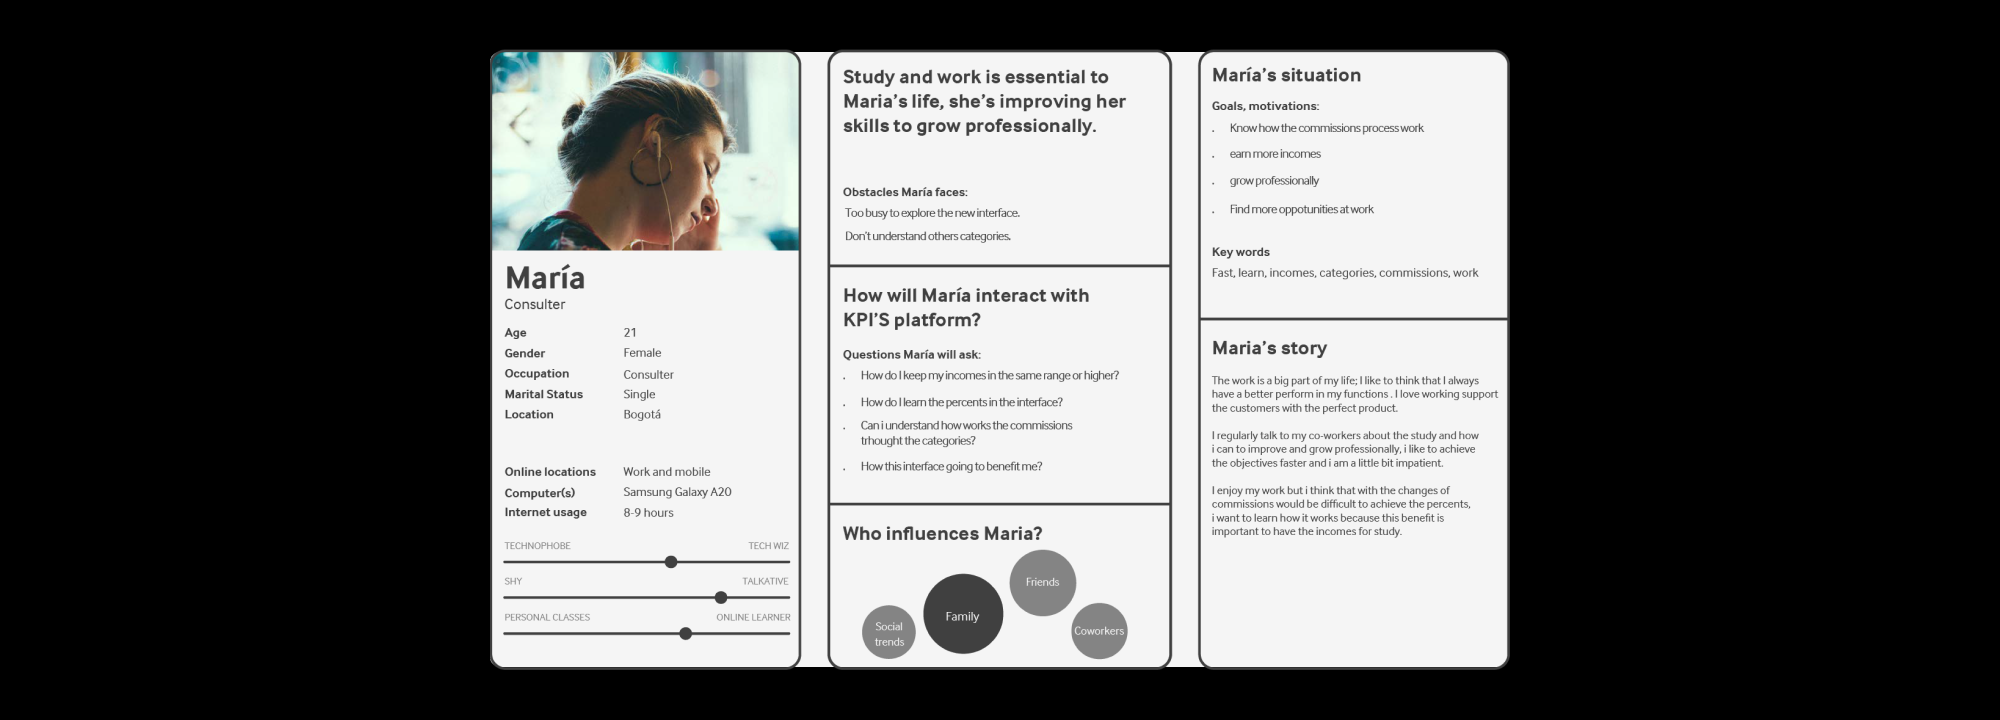 María
Consulter
Age 21
Gender Female
Occupation Consulter
Marital Status Single
Location Bogotá
Online locations Work and mobile
Computer(s) Samsung Galaxy A20
Internet usage 8-9 hours
TECHNOPHOBE TECH WIZ
SHY TALKATIVE
PERSONAL CLASSES ONLINE LEARNER
Study and work is essential to
Maria's life, she's improving her
skills to grow professionally.
Obstacles María faces:
Too busy to explore the new interface.
Don't understand others categories.
How will María interact with
KPI'S platform?
Questions María will ask:
. How do I keep my incomes in the same range or higher?
. How do I learn the percents in the interface?
. Can i understand how works the commissions
trhought the categories?
. How this interface going to benefit me?
Who influences Maria?
Social
trends
Family
Friends
Coworkers
María's situation
Goals, motivations:
. Know how the commissions process work
. earn more incomes
. grow professionally
. Find more oppotunities at work
Key words
Fast, learn, incomes, categories, commissions, work
Maria's story
The work is a big part of my life; I like to think that I always
have a better perform in my functions . I love working support
the customers with the perfect product.
I regularly talk to my co-workers about the study and how
i can to improve and grow professionally, i like to achieve
the objectives faster and i am a little bit impatient.
I enjoy my work but i think that with the changes of
commissions would be difficult to achieve the percents,
i want to learn how it works because this benefit is
important to have the incomes for study.